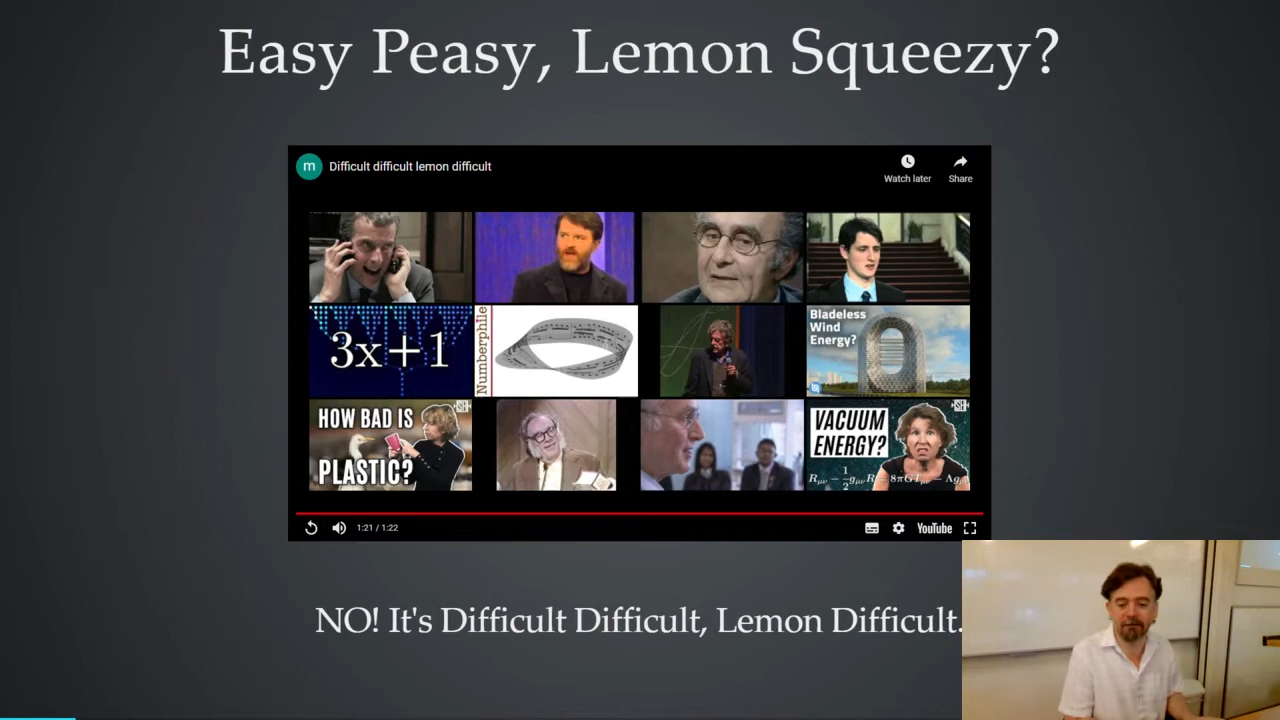 Easy Peasy, Lemon Squeezy?
m
Difficult difficult lemon difficult
Watch later
Share
3x+1
Numberphile
Bladeless
Wind
Energy?
HOW BAD IS
PLASTIC?
VACUUM
ENERGY?
1:21 / 1:22
YouTube
NO! It's Difficult Difficult, Lemon Difficult.